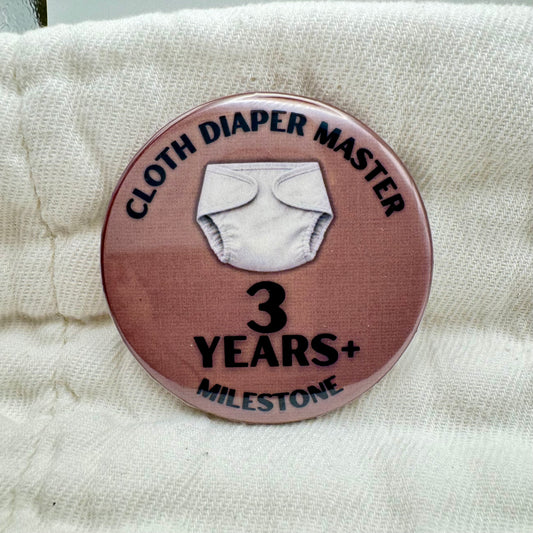 CLOTH DIAPER MASTER
3
YEARS+
MILESTONE